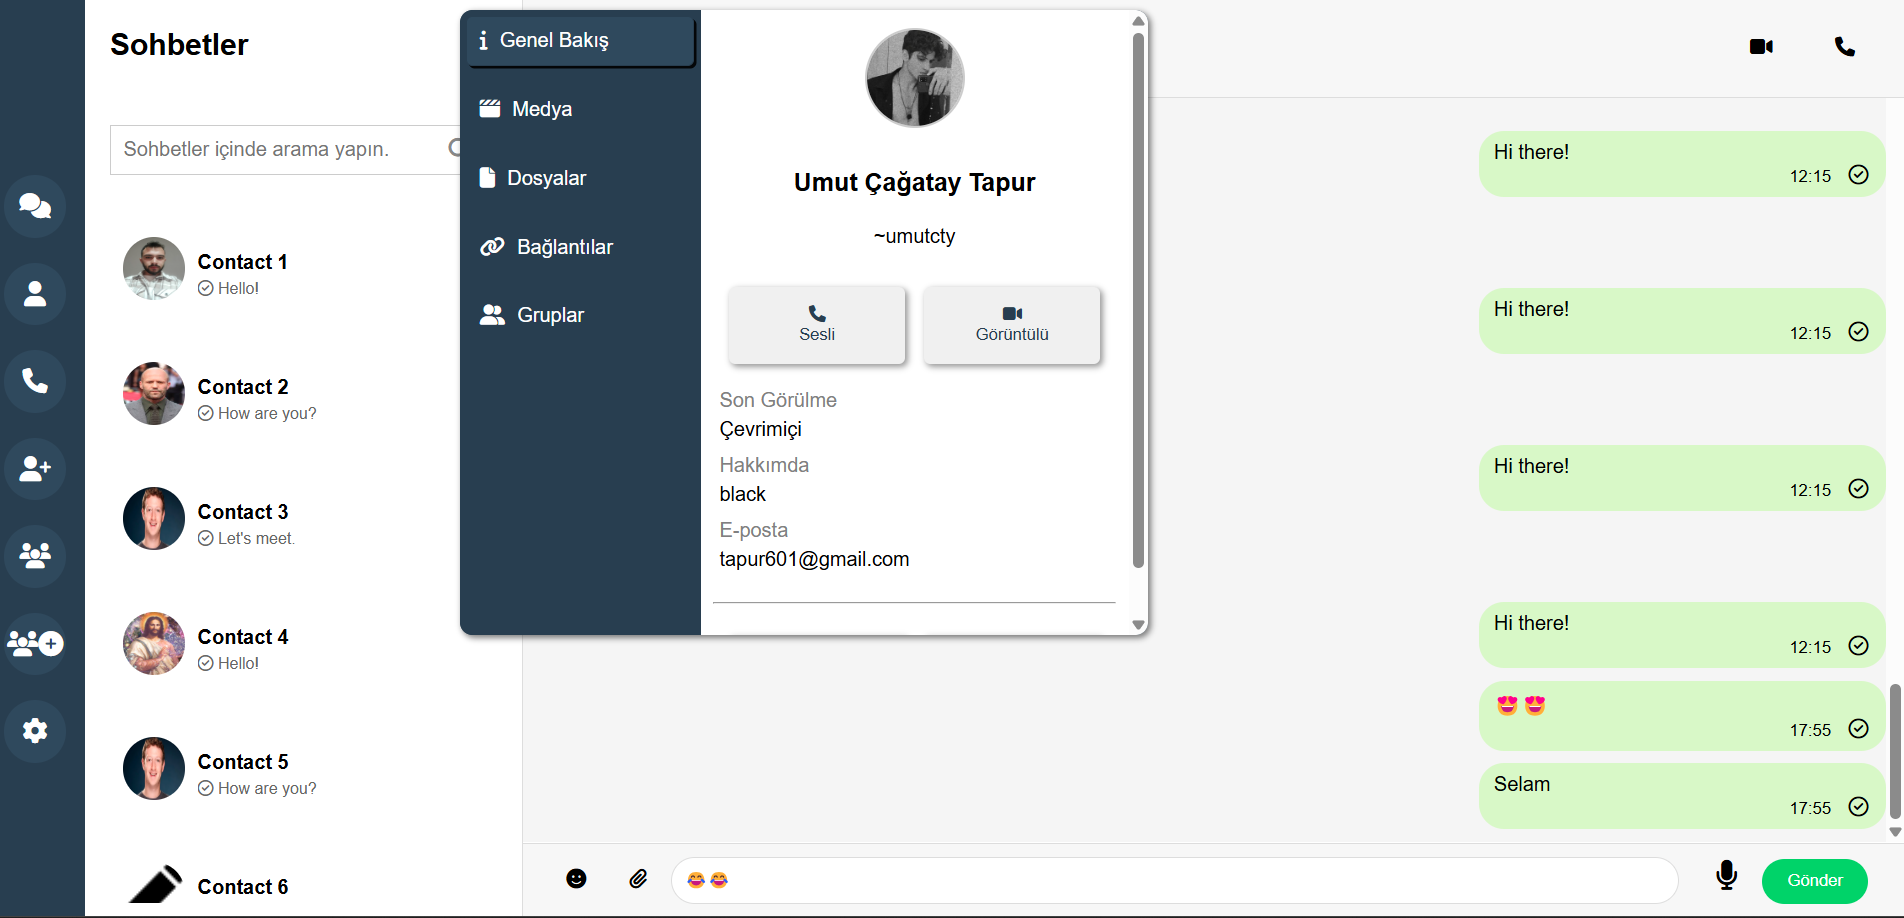 Sohbetler
Sohbetler içinde arama yapın.
Contact 1
Hello!
Contact 2
How are you?
Contact 3
Let's meet.
Contact 4
Hello!
Contact 5
How are you?
Contact 6
Genel Bakış
Medya
Dosyalar
Bağlantılar
Gruplar
Umut Çağatay Tapur
~umutcty
Sesli
Görüntülü
Son Görülme
Çevrimiçi
Hakkımda
black
E-posta
tapur601@gmail.com
Hi there!
12:15
Hi there!
12:15
Hi there!
12:15
Hi there!
12:15
😍😍
17:55
Selam
17:55
😂😂
Gönder